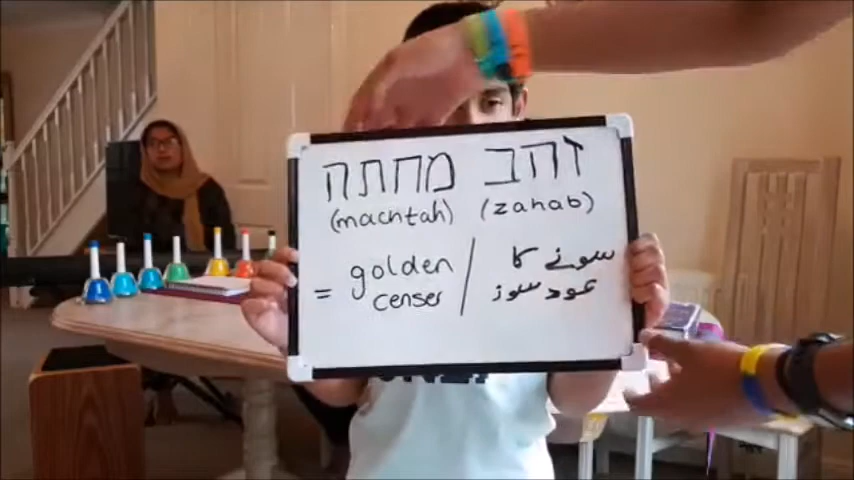 מחתה זהב
(machtah) (zahab)
= golden censer / سونے کا عود سوز